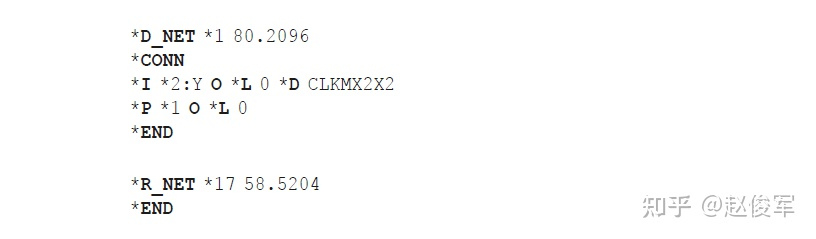 *D_NET *1 80.2096
*CONN
*I *2:Y O *L 0 *D CLKMX2X2
*P *1 O *L 0
*END
*R_NET *17 58.5204
*END
知乎 @赵俊军